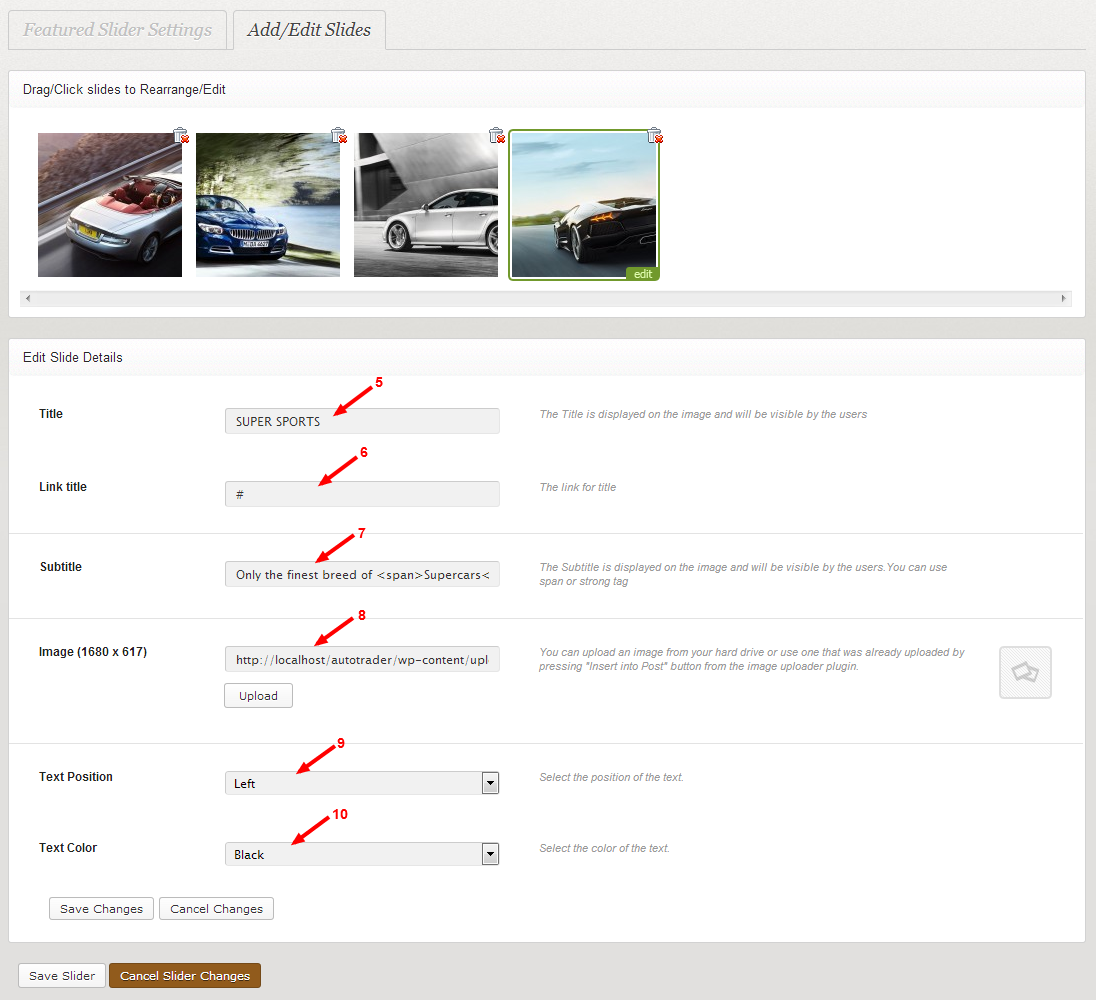 Featured Slider Settings
Add/Edit Slides
Drag/Click slides to Rearrange/Edit
edit
Edit Slide Details
5
Title
SUPER SPORTS
The Title is displayed on the image and will be visible by the users
6
Link title
#
The link for title
7
Subtitle
Only the finest breed of <span>Supercars<
The Subtitle is displayed on the image and will be visible by the users.You can use
span or strong tag
8
Image (1680 x 617)
http://localhost/autotrader/wp-content/upl
You can upload an image from your hard drive or use one that was already uploaded by
pressing "Insert into Post" button from the image uploader plugin.
Upload
9
Text Position
Left
Select the position of the text.
10
Text Color
Black
Select the color of the text.
Save Changes
Cancel Changes
Save Slider
Cancel Slider Changes